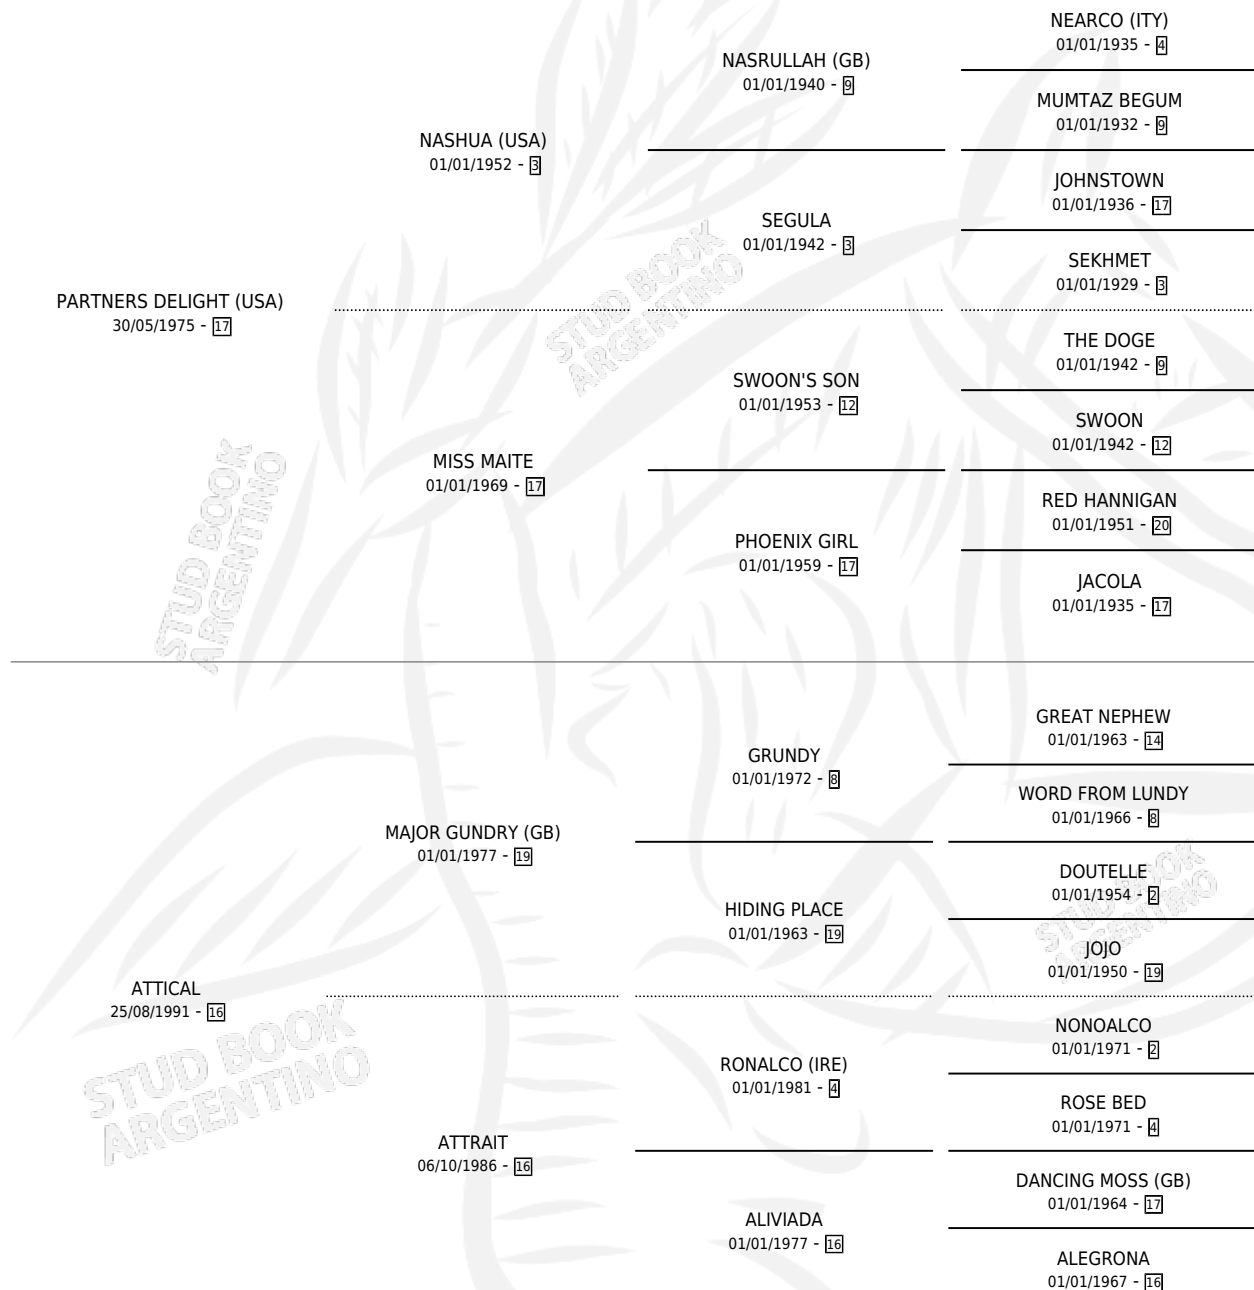 NEARCO (ITY)
01/01/1935 - 4
NASRULLAH (GB)
01/01/1940 - 9
MUMTAZ BEGUM
01/01/1932 - 9
NASHUA (USA)
01/01/1952 - 3
JOHNSTOWN
01/01/1936 - 17
SEGULA
01/01/1942 - 3
SEKHMET
01/01/1929 - 3
PARTNERS DELIGHT (USA)
30/05/1975 - 17
THE DOGE
01/01/1942 - 9
SWOON'S SON
01/01/1953 - 12
SWOON
01/01/1942 - 12
MISS MAITE
01/01/1969 - 17
RED HANNIGAN
01/01/1951 - 20
PHOENIX GIRL
01/01/1959 - 17
JACOLA
01/01/1935 - 17
GREAT NEPHEW
01/01/1963 - 14
GRUNDY
01/01/1972 - 8
WORD FROM LUNDY
01/01/1966 - 8
MAJOR GUNDRY (GB)
01/01/1977 - 19
DOUTELLE
01/01/1954 - 2
HIDING PLACE
01/01/1963 - 19
JOJO
01/01/1950 - 19
ATTICAL
25/08/1991 - 16
NONOALCO
01/01/1971 - 2
RONALCO (IRE)
01/01/1981 - 4
ROSE BED
01/01/1971 - 4
ATTRAIT
06/10/1986 - 16
DANCING MOSS (GB)
01/01/1964 - 17
ALIVIADA
01/01/1977 - 16
ALEGRONA
01/01/1967 - 16
STUD BOOK
ARGENTINO
STUD BOOK
ARGENTINO
STUD BOOK
ARGENTINO
STUD BOOK
ARGENTINO